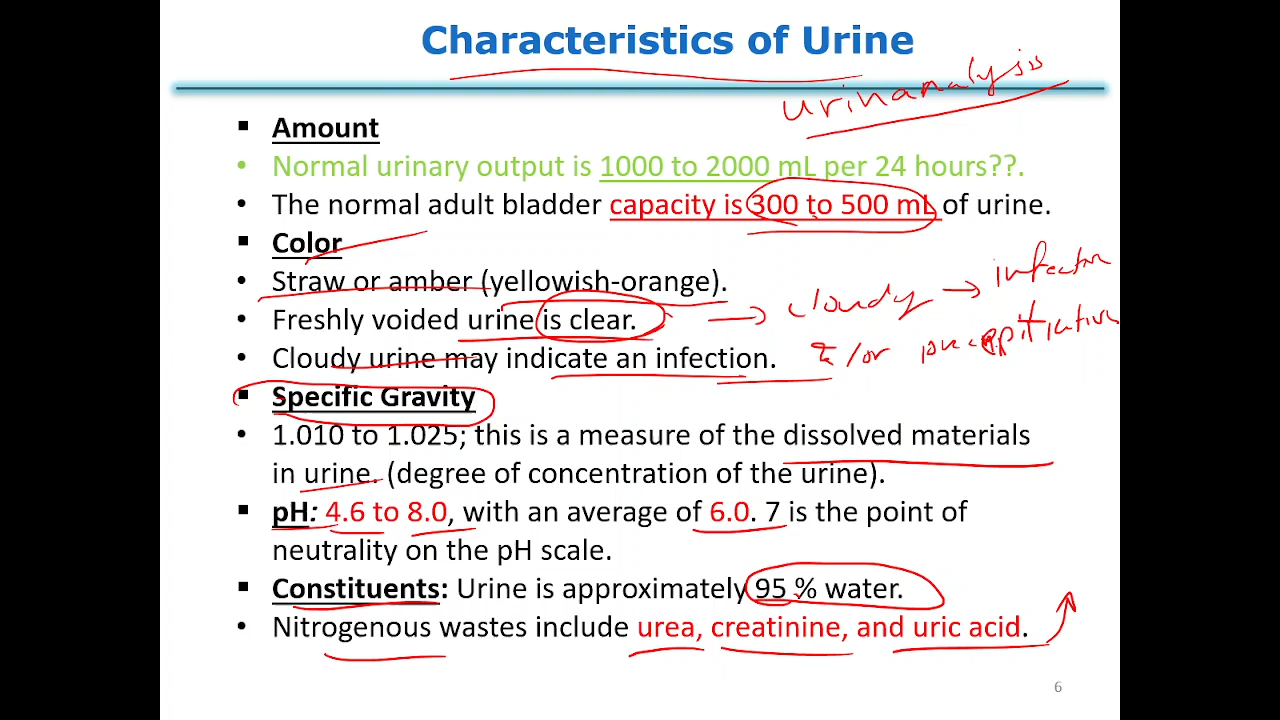 Characteristics of Urine
urinanalysis
▪ Amount
• Normal urinary output is 1000 to 2000 mL per 24 hours??.
• The normal adult bladder capacity is 300 to 500 mL of urine.
▪ Color
• Straw or amber (yellowish-orange).
• Freshly voided urine is clear.
→ cloudy → infection
• Cloudy urine may indicate an infection.
/or
▪ Specific Gravity
• 1.010 to 1.025; this is a measure of the dissolved materials
in urine. (degree of concentration of the urine).
▪ pH: 4.6 to 8.0, with an average of 6.0. 7 is the point of
neutrality on the pH scale.
▪ Constituents: Urine is approximately 95 % water.
• Nitrogenous wastes include urea, creatinine, and uric acid.
6